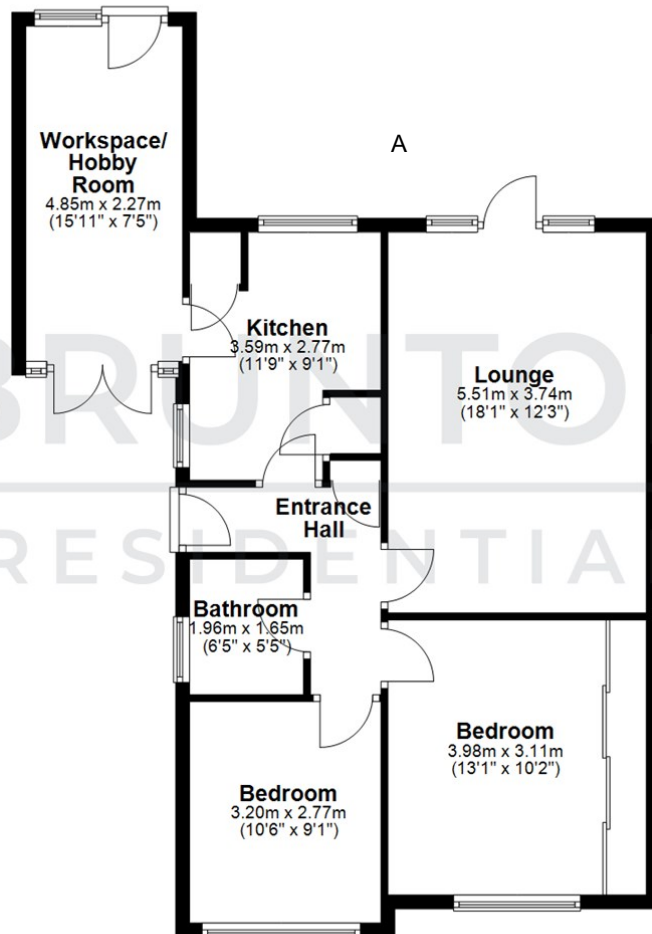 Workspace/
Hobby
Room
4.85m x 2.27m
(15'11" x 7'5")
A
Kitchen
3.59m x 2.77m
(11'9" x 9'1")
Lounge
5.51m x 3.74m
(18'1" x 12'3")
BRUNTO
RESIDENTIA
Entrance
Hall
Bathroom
1.96m x 1.65m
(6'5" x 5'5")
Bedroom
3.98m x 3.11m
(13'1" x 10'2")
Bedroom
3.20m x 2.77m
(10'6" x 9'1")